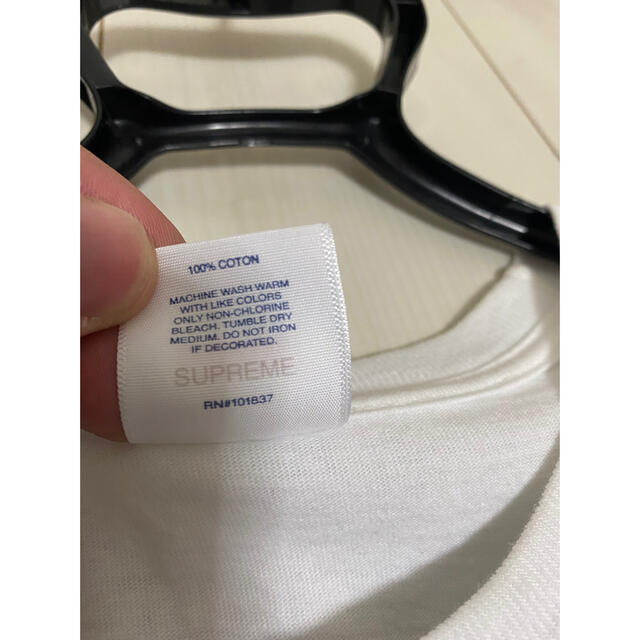 100% COTON
MACHINE WASH WARM
WITH LIKE COLORS
ONLY NON-CHLORINE
BLEACH. TUMBLE DRY
MEDIUM. DO NOT IRON
IF DECORATED.
SUPREME
RN#101837